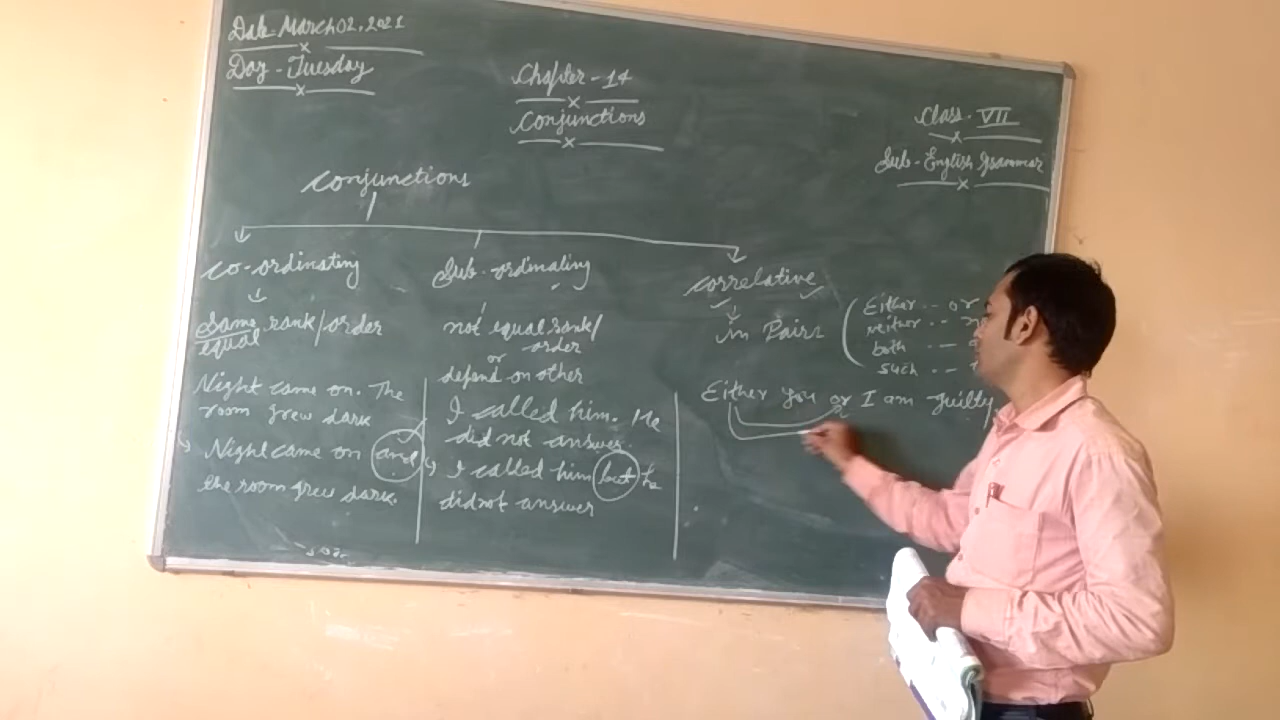 Date - March 02, 2021
Day - Tuesday
Chapter - 14
Conjunctions
Class - VII
Sub - English Grammar
Conjunctions
Co-ordinating
Same rank/order
equal
Night came on. The
room grew dark
Night came on and
the room grew dark.
Sub-ordinating
not equal rank/
or order
depend on other
I called him. He
did not answer.
I called him but he
did not answer
Correlative
in Pairs
Either -- or
neither --
both --
such --
Either you or I am guilty